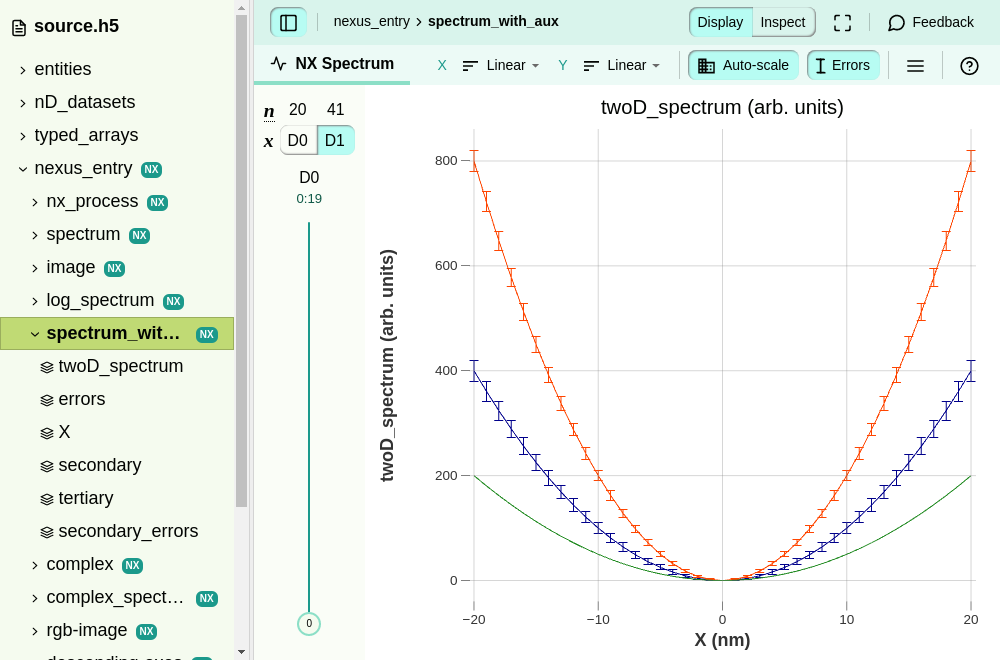 source.h5
entities
nD_datasets
typed_arrays
nexus_entry NX
nx_process NX
spectrum NX
image NX
log_spectrum NX
spectrum_wit... NX
twoD_spectrum
errors
X
secondary
tertiary
secondary_errors
complex NX
complex_spect... NX
rgb-image NX
nexus_entry > spectrum_with_aux Display Inspect Feedback
NX Spectrum X Linear Y Linear Auto-scale Errors
n 20 41
x D0 D1
D0
0:19
0
twoD_spectrum (arb. units)
twoD_spectrum (arb. units)
800
600
400
200
0
−20 −10 0 10 20
X (nm)